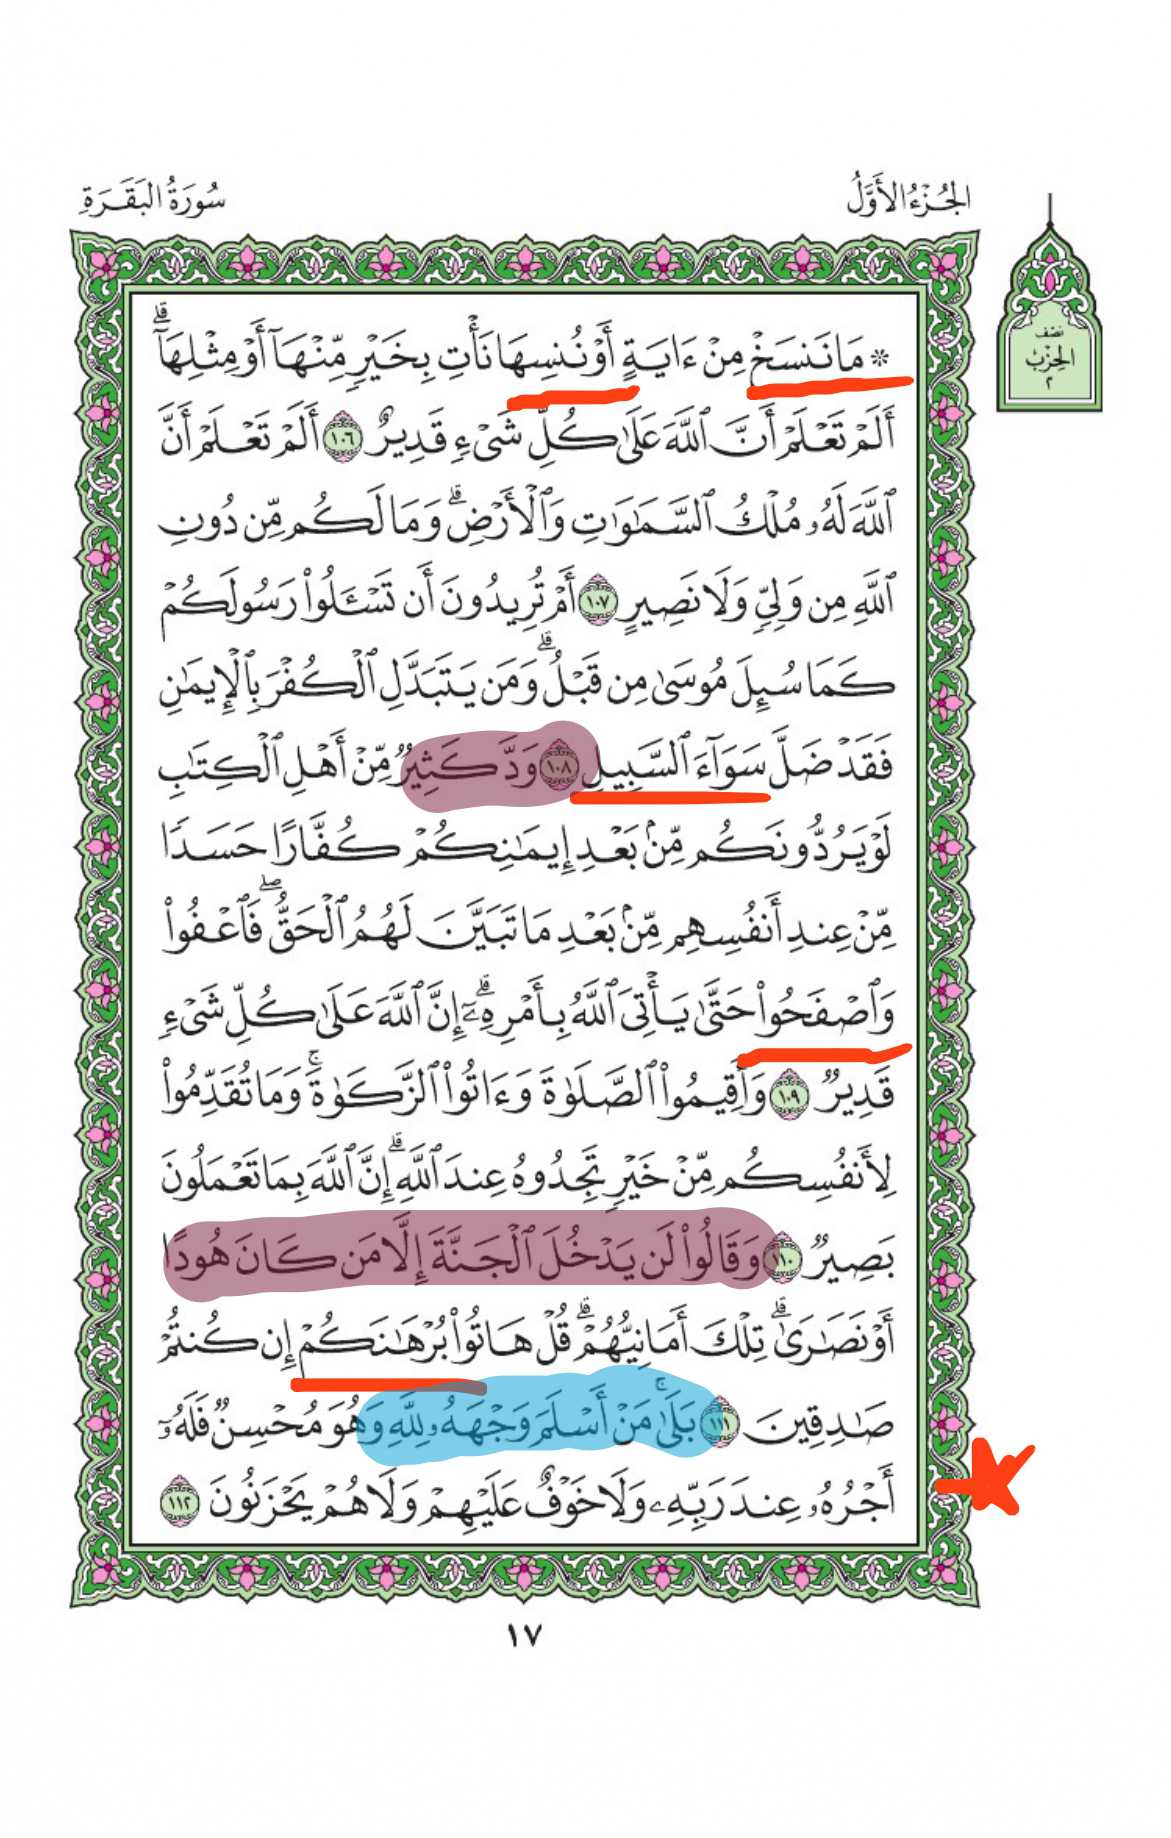 الجُزْءُ الأَوَّلُ
سُورَةُ البَقَرَةِ
نصف
الحِزْب
٢
۞ مَا نَنسَخْ مِنْ ءَايَةٍ أَوْ نُنسِهَا نَأْتِ بِخَيْرٍ مِّنْهَآ أَوْ مِثْلِهَآۗ
أَلَمْ تَعْلَمْ أَنَّ ٱللَّهَ عَلَىٰ كُلِّ شَىْءٍ قَدِيرٌ ١٠٦ أَلَمْ تَعْلَمْ أَنَّ
ٱللَّهَ لَهُۥ مُلْكُ ٱلسَّمَٰوَٰتِ وَٱلْأَرْضِۗ وَمَا لَكُم مِّن دُونِ
ٱللَّهِ مِن وَلِىٍّ وَلَا نَصِيرٍ ١٠٧ أَمْ تُرِيدُونَ أَن تَسْـَٔلُوا۟ رَسُولَكُمْ
كَمَا سُئِلَ مُوسَىٰ مِن قَبْلُۗ وَمَن يَتَبَدَّلِ ٱلْكُفْرَ بِٱلْإِيمَٰنِ
فَقَدْ ضَلَّ سَوَآءَ ٱلسَّبِيلِ ١٠٨ وَدَّ كَثِيرٌ مِّنْ أَهْلِ ٱلْكِتَٰبِ
لَوْ يَرُدُّونَكُم مِّنۢ بَعْدِ إِيمَٰنِكُمْ كُفَّارًا حَسَدًا
مِّنْ عِندِ أَنفُسِهِم مِّنۢ بَعْدِ مَا تَبَيَّنَ لَهُمُ ٱلْحَقُّۖ فَٱعْفُوا۟
وَٱصْفَحُوا۟ حَتَّىٰ يَأْتِىَ ٱللَّهُ بِأَمْرِهِۦٓۗ إِنَّ ٱللَّهَ عَلَىٰ كُلِّ شَىْءٍ
قَدِيرٌ ١٠٩ وَأَقِيمُوا۟ ٱلصَّلَوٰةَ وَءَاتُوا۟ ٱلزَّكَوٰةَۚ وَمَا تُقَدِّمُوا۟
لِأَنفُسِكُم مِّنْ خَيْرٍ تَجِدُوهُ عِندَ ٱللَّهِۗ إِنَّ ٱللَّهَ بِمَا تَعْمَلُونَ
بَصِيرٌ ١١٠ وَقَالُوا۟ لَن يَدْخُلَ ٱلْجَنَّةَ إِلَّا مَن كَانَ هُودًا
أَوْ نَصَٰرَىٰۗ تِلْكَ أَمَانِيُّهُمْۗ قُلْ هَاتُوا۟ بُرْهَٰنَكُمْ إِن كُنتُمْ
صَٰدِقِينَ ١١١ بَلَىٰۚ مَنْ أَسْلَمَ وَجْهَهُۥ لِلَّهِ وَهُوَ مُحْسِنٌ فَلَهُۥٓ
أَجْرُهُۥ عِندَ رَبِّهِۦ وَلَا خَوْفٌ عَلَيْهِمْ وَلَا هُمْ يَحْزَنُونَ ١١٢
١٧